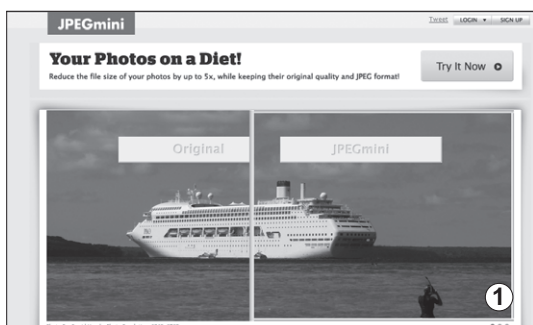 Tweet LOGIN SIGN UP
JPEGmini
Your Photos on a Diet!
Reduce the file size of your photos by up to 5x, while keeping their original quality and JPEG format!
Try It Now
Original JPEGmini
1